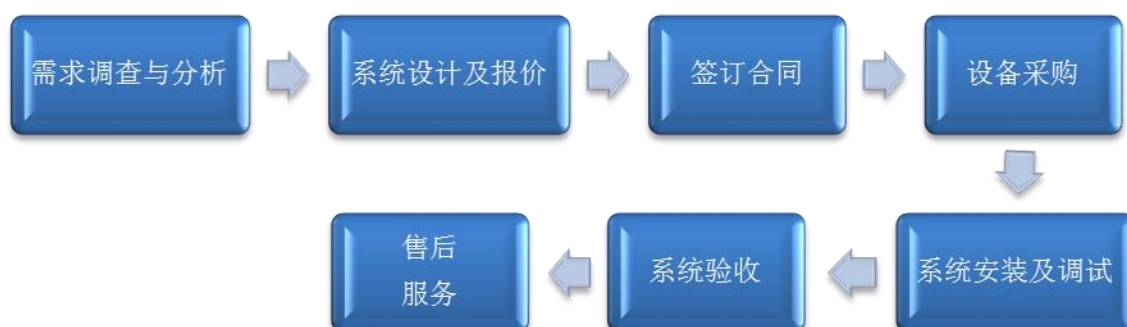 需求调查与分析
系统设计及报价
签订合同
设备采购
系统安装及调试
系统验收
售后
服务